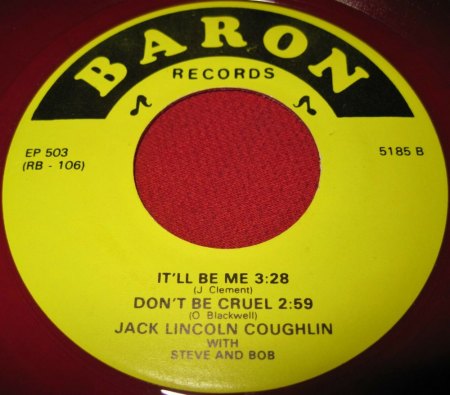 BARON
RECORDS
EP 503
(RB - 106)
5185 B
IT'LL BE ME 3:28
(J. Clement)
DON'T BE CRUEL 2:59
(O. Blackwell)
JACK LINCOLN COUGHLIN
WITH
STEVE AND BOB